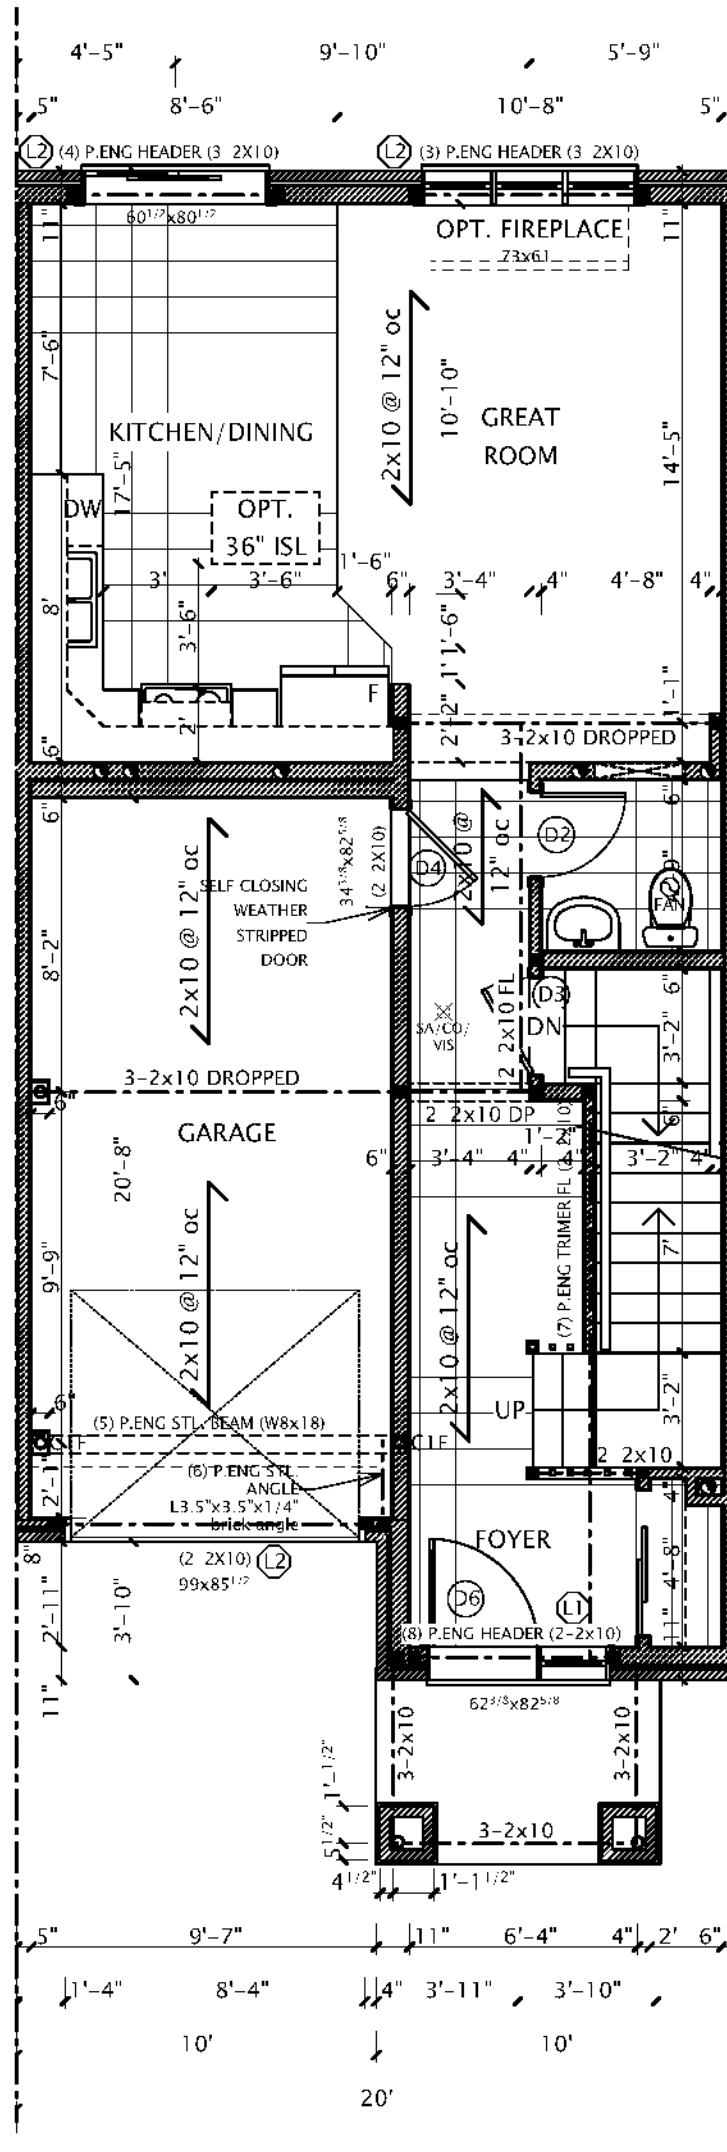 4'-5" 9'-10" 5'-9"
5" 8'-6" 10'-8" 5"
L2 (4) P.ENG HEADER (3 2X10) L2 (3) P.ENG HEADER (3 2X10)
60 1/2x80 1/2
11" OPT. FIREPLACE 11"
73x61
7'-6" 2x10 @ 12" oc 10'-10"
KITCHEN/DINING GREAT
ROOM 14'-5"
17'-5"
DW OPT.
36" ISL
1'-6"
3' 3'-6" 6" 3'-4" 4" 4'-8" 4"
8' 3'-6" 1'-6"
1'
F 1'-1"
2' 2'-2" 3-2x10 DROPPED
6"
6" 6"
2x10 @ 12" oc 34 3/8x82 5/8 (2 2X10) 2x10 @
12" oc D2
D4
SELF CLOSING
WEATHER
STRIPPED
DOOR
FAN
8'-2" 6"
D3
DN
SA/CO/
VIS
2 2x10 FL 3'-2"
3-2x10 DROPPED
6" 2 2x10 DP 6"
GARAGE 1'-2"
20'-8" 6" 3'-4" 4" 4" 3'-2" 4"
9'-9" 2x10 @ 12" oc 2x10 @ 12" oc 7'
UP 3'-2"
6"
(5) P.ENG STL. BEAM (W8x18)
C1F
(6) P.ENG STL.
ANGLE
L3.5"x3.5"x1/4"
brick angle
2 2x10
2'-1" 4"
FOYER
8" (2 2X10) L2
99x85 1/2
4'-8"
D6 L1
2'-11" 3'-10" 11"
(8) P.ENG HEADER (2-2x10)
11" 62 3/8x82 5/8
3-2x10 3-2x10
1'-1/2"
5 1/2" 3-2x10
4 1/2" 1'-1 1/2"
5" 9'-7" 11" 6'-4" 4" 2' 6"
1'-4" 8'-4" 4" 3'-11" 3'-10"
10' 10'
20'